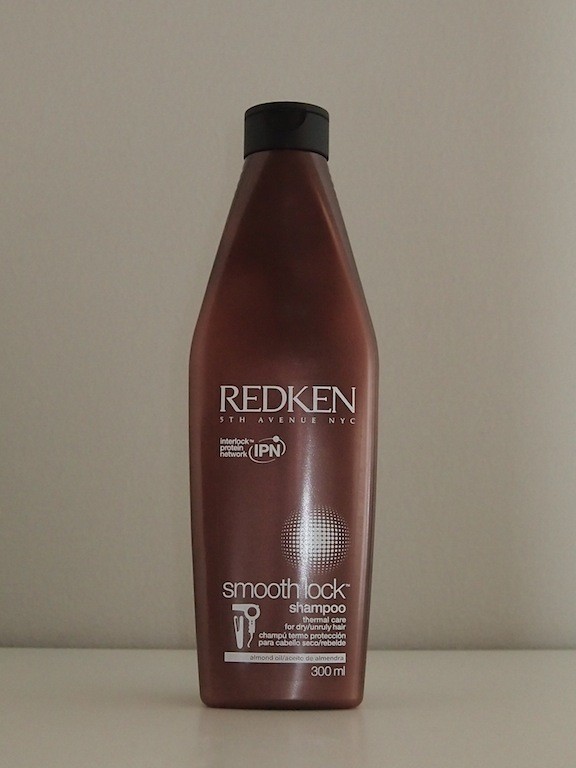 REDKEN
5TH AVENUE NYC
interlock™
protein
network IPN
smooth lock™
shampoo
thermal care
for dry/unruly hair
champú termo protección
para cabello seco/rebelde
almond oil/aceite de almendra
300 ml